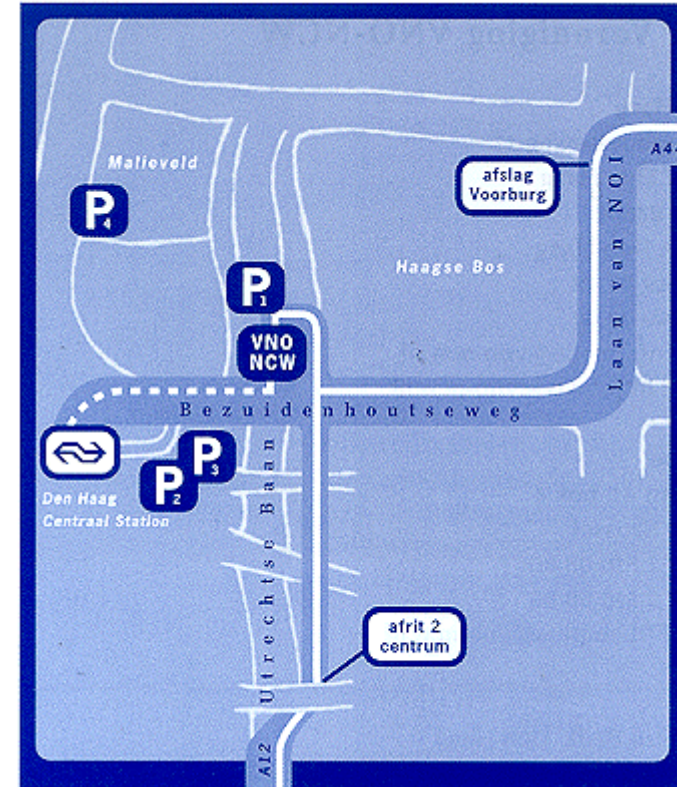 Malieveld
P4
afslag
Voorburg
A44
Laan van NOI
Haagse Bos
P1
VNO
NCW
Bezuidenhoutseweg
P3
P2
Den Haag
Centraal Station
Utrechtse Baan
afrit 2
centrum
A12